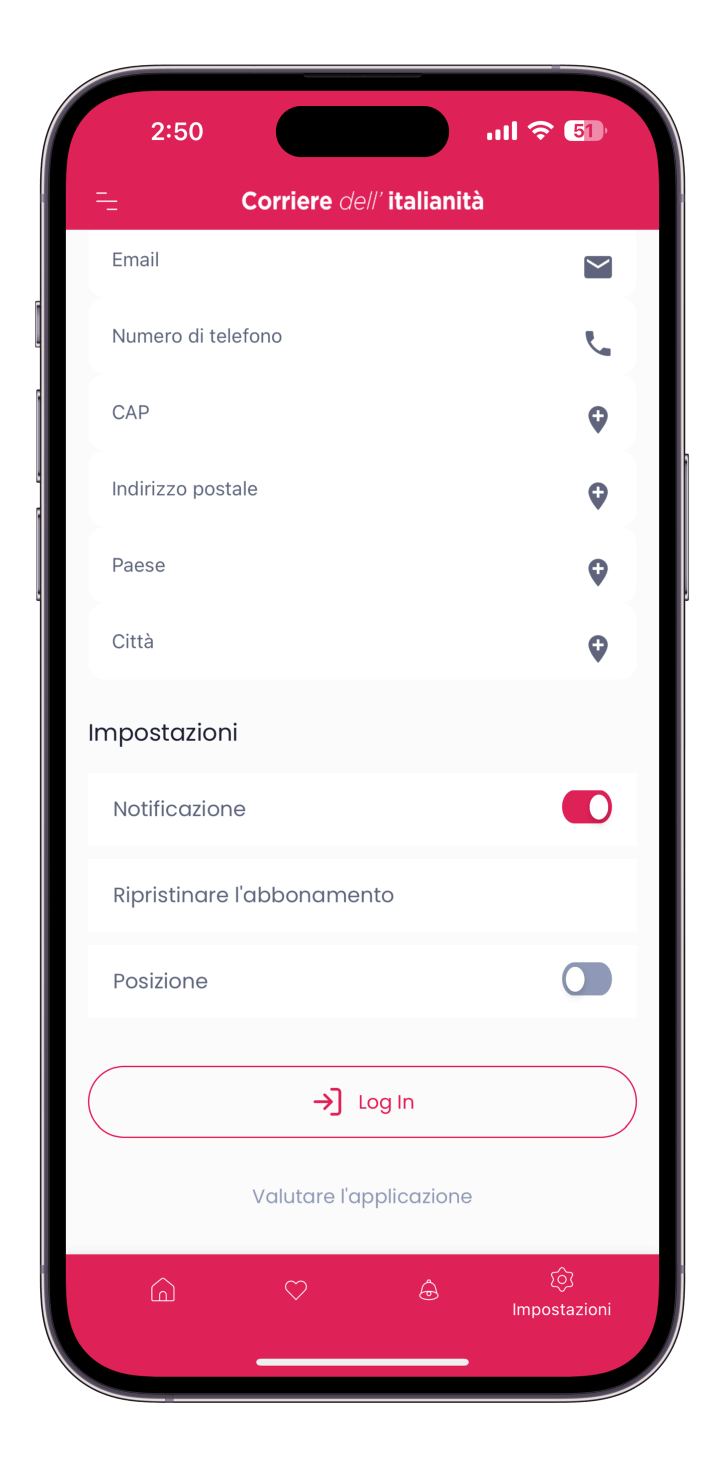 2:50
51
Corriere dell' italianità
Email
Numero di telefono
CAP
Indirizzo postale
Paese
Città
Impostazioni
Notificazione
Ripristinare l'abbonamento
Posizione
Log In
Valutare l'applicazione
Impostazioni